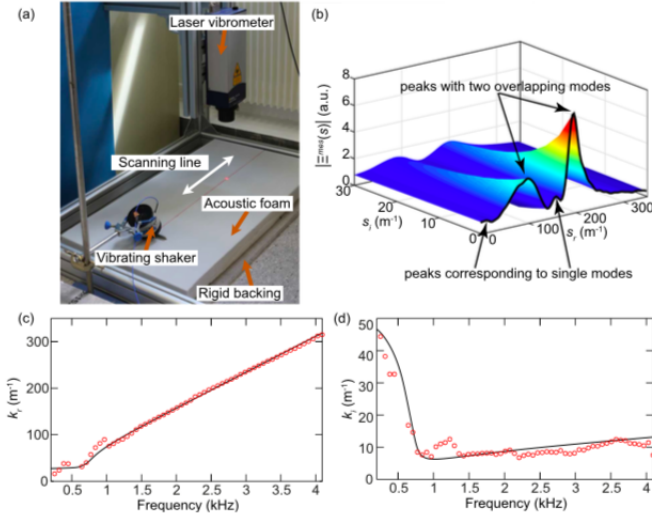 (a)
Laser vibrometer
Scanning line
Acoustic foam
Vibrating shaker
Rigid backing
(b)
peaks with two overlapping modes
|Ξᵐᵉˢ(s)| (a.u.)
8
6
4
2
0
30
20
10
0
sᵢ (m⁻¹)
0
100
200
300
sᵣ (m⁻¹)
peaks corresponding to single modes
(c)
kᵣ (m⁻¹)
300
200
100
0
0.5 1 1.5 2 2.5 3 3.5 4
Frequency (kHz)
(d)
kᵢ (m⁻¹)
50
40
30
20
10
0
0.5 1 1.5 2 2.5 3 3.5 4
Frequency (kHz)